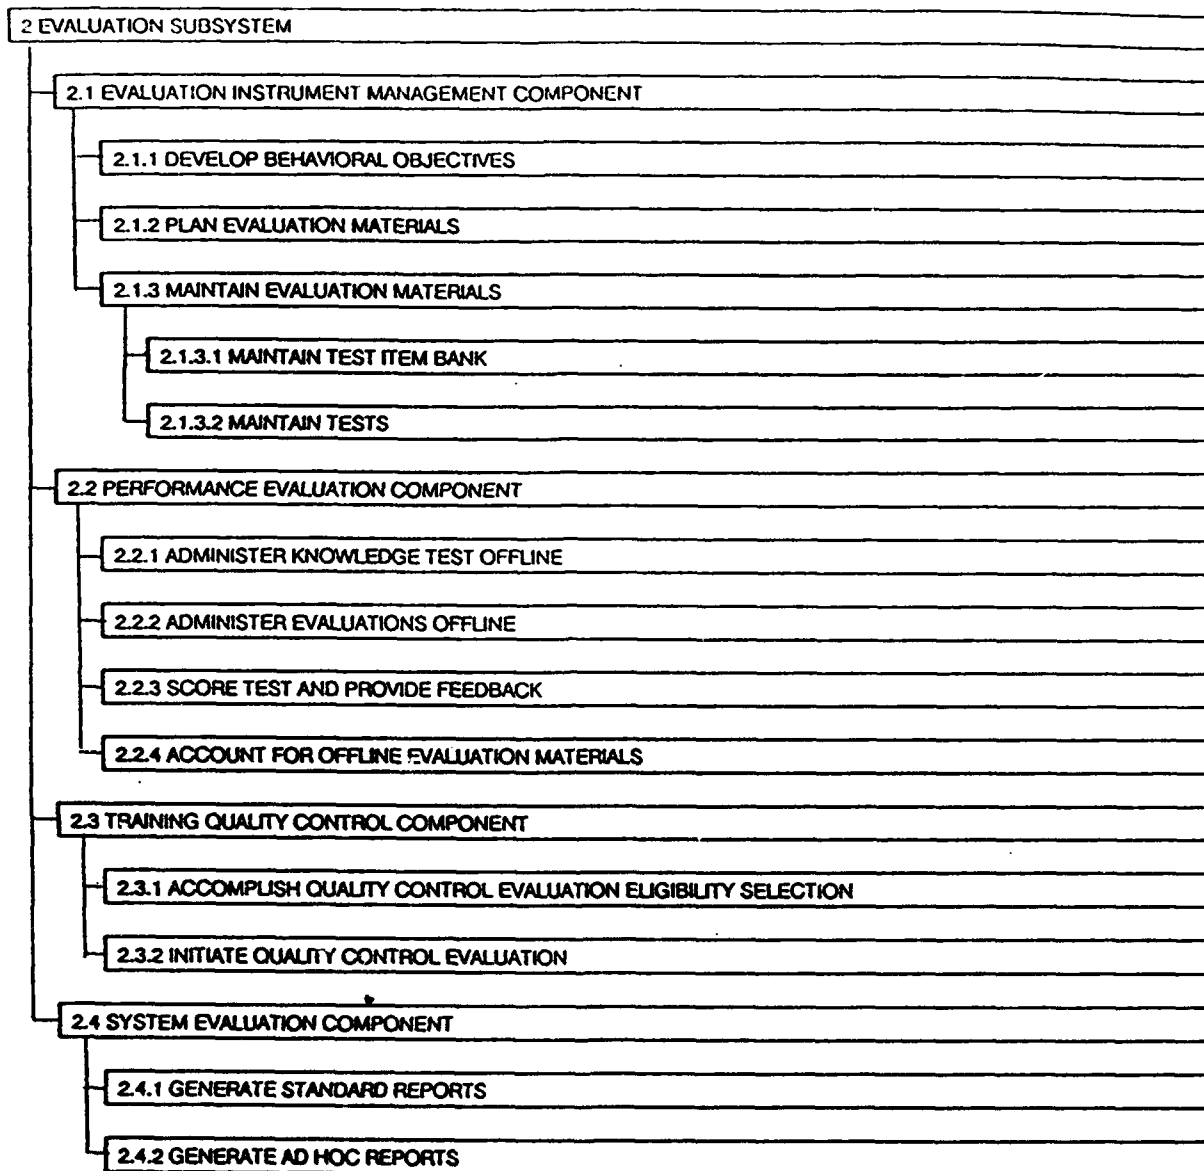 2 EVALUATION SUBSYSTEM
2.1 EVALUATION INSTRUMENT MANAGEMENT COMPONENT
2.1.1 DEVELOP BEHAVIORAL OBJECTIVES
2.1.2 PLAN EVALUATION MATERIALS
2.1.3 MAINTAIN EVALUATION MATERIALS
2.1.3.1 MAINTAIN TEST ITEM BANK
2.1.3.2 MAINTAIN TESTS
2.2 PERFORMANCE EVALUATION COMPONENT
2.2.1 ADMINISTER KNOWLEDGE TEST OFFLINE
2.2.2 ADMINISTER EVALUATIONS OFFLINE
2.2.3 SCORE TEST AND PROVIDE FEEDBACK
2.2.4 ACCOUNT FOR OFFLINE EVALUATION MATERIALS
2.3 TRAINING QUALITY CONTROL COMPONENT
2.3.1 ACCOMPLISH QUALITY CONTROL EVALUATION ELIGIBILITY SELECTION
2.3.2 INITIATE QUALITY CONTROL EVALUATION
2.4 SYSTEM EVALUATION COMPONENT
2.4.1 GENERATE STANDARD REPORTS
2.4.2 GENERATE AD HOC REPORTS